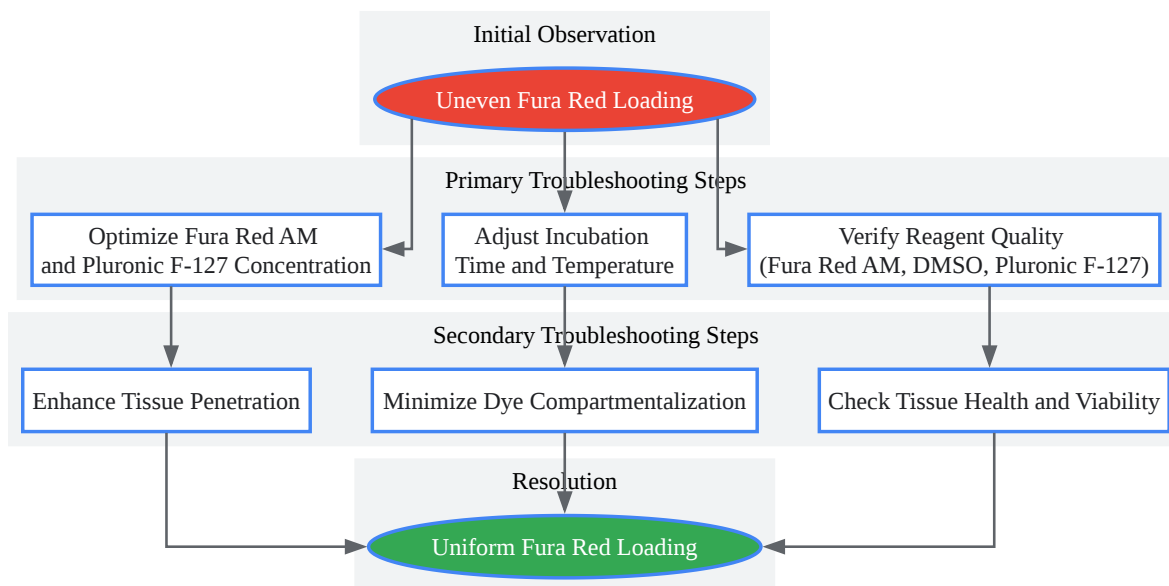 Initial Observation
Uneven Fura Red Loading
Primary Troubleshooting Steps
Optimize Fura Red AM
and Pluronic F-127 Concentration
Adjust Incubation
Time and Temperature
Verify Reagent Quality
(Fura Red AM, DMSO, Pluronic F-127)
Secondary Troubleshooting Steps
Enhance Tissue Penetration
Minimize Dye Compartmentalization
Check Tissue Health and Viability
Resolution
Uniform Fura Red Loading